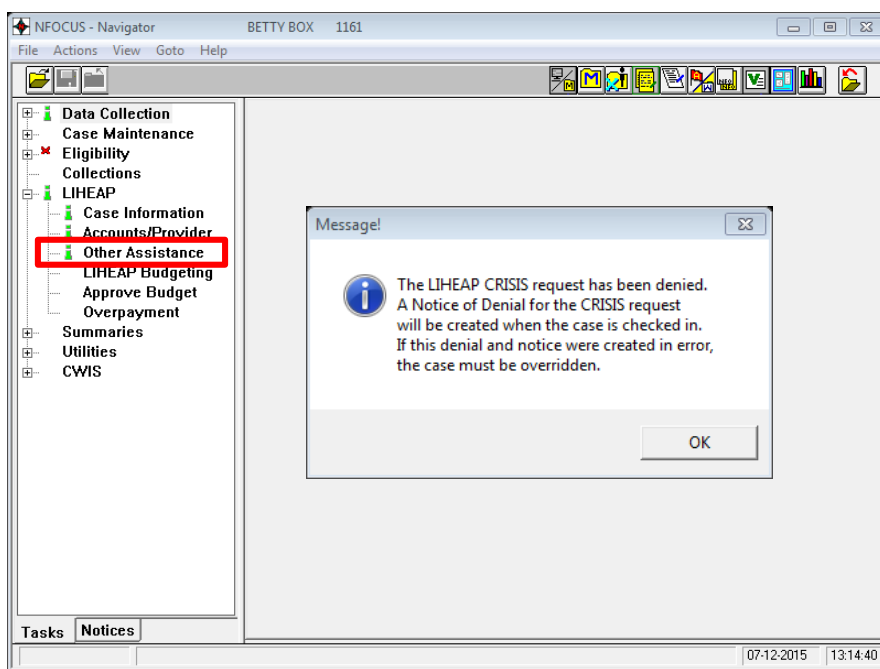 NFOCUS - Navigator BETTY BOX 1161
File Actions View Goto Help
Data Collection
Case Maintenance
Eligibility
Collections
LIHEAP
Case Information
Accounts/Provider
Other Assistance
LIHEAP Budgeting
Approve Budget
Overpayment
Summaries
Utilities
CWIS
Message!
The LIHEAP CRISIS request has been denied.
A Notice of Denial for the CRISIS request
will be created when the case is checked in.
If this denial and notice were created in error,
the case must be overridden.
OK
Tasks Notices
07-12-2015 13:14:40